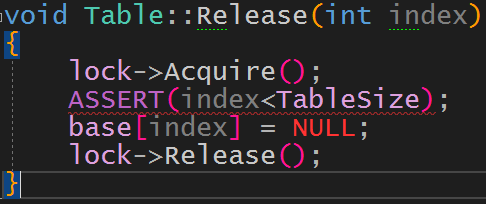 void Table::Release(int index)
{
lock->Acquire();
ASSERT(index<TableSize);
base[index] = NULL;
lock->Release();
}